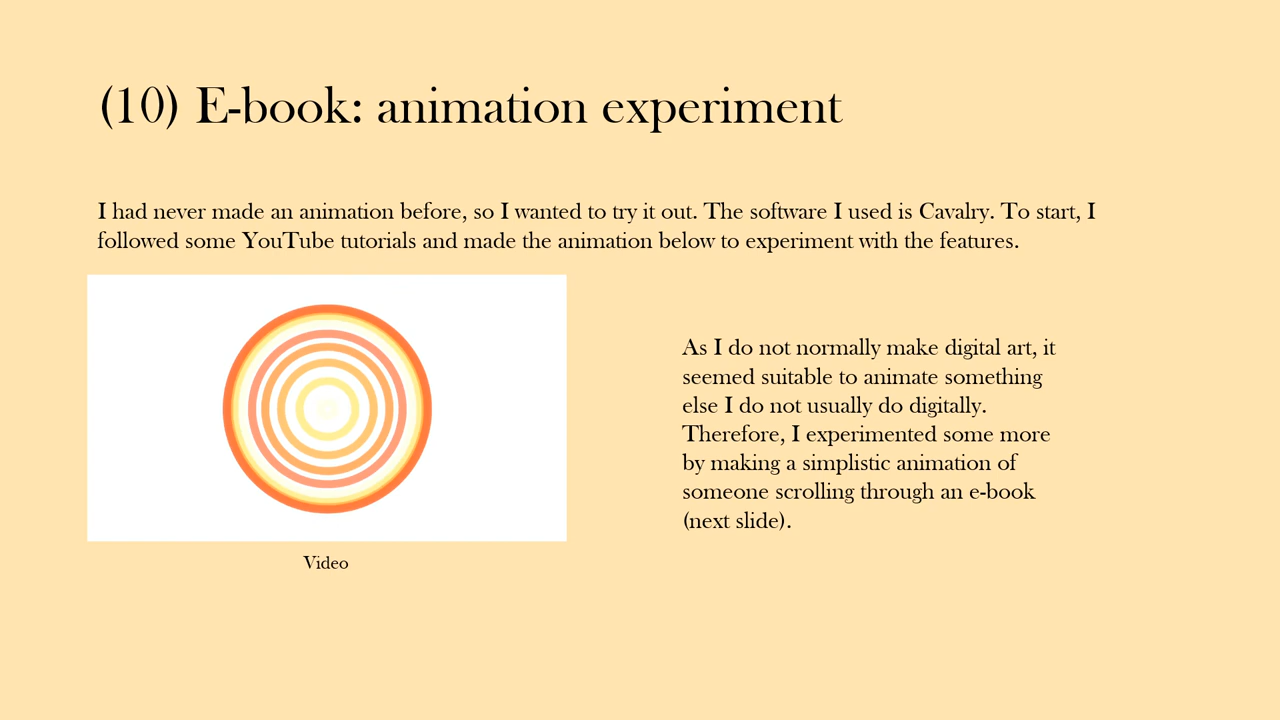 (10) E-book: animation experiment
I had never made an animation before, so I wanted to try it out. The software I used is Cavalry. To start, I
followed some YouTube tutorials and made the animation below to experiment with the features.
As I do not normally make digital art, it
seemed suitable to animate something
else I do not usually do digitally.
Therefore, I experimented some more
by making a simplistic animation of
someone scrolling through an e-book
(next slide).
Video